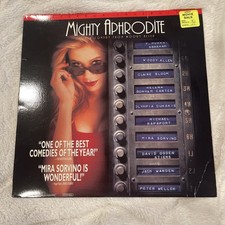 MIGHTY APHRODITE
F. MURRAY ABRAHAM
WOODY ALLEN
CLAIRE BLOOM
HELENA BONHAM CARTER
OLYMPIA DUKAKIS
MICHAEL RAPAPORT
MIRA SORVINO
DAVID OGDEN STIERS
JACK WARDEN
PETER WELLER
"ONE OF THE BEST
COMEDIES OF THE YEAR!"
"MIRA SORVINO IS
WONDERFUL!"